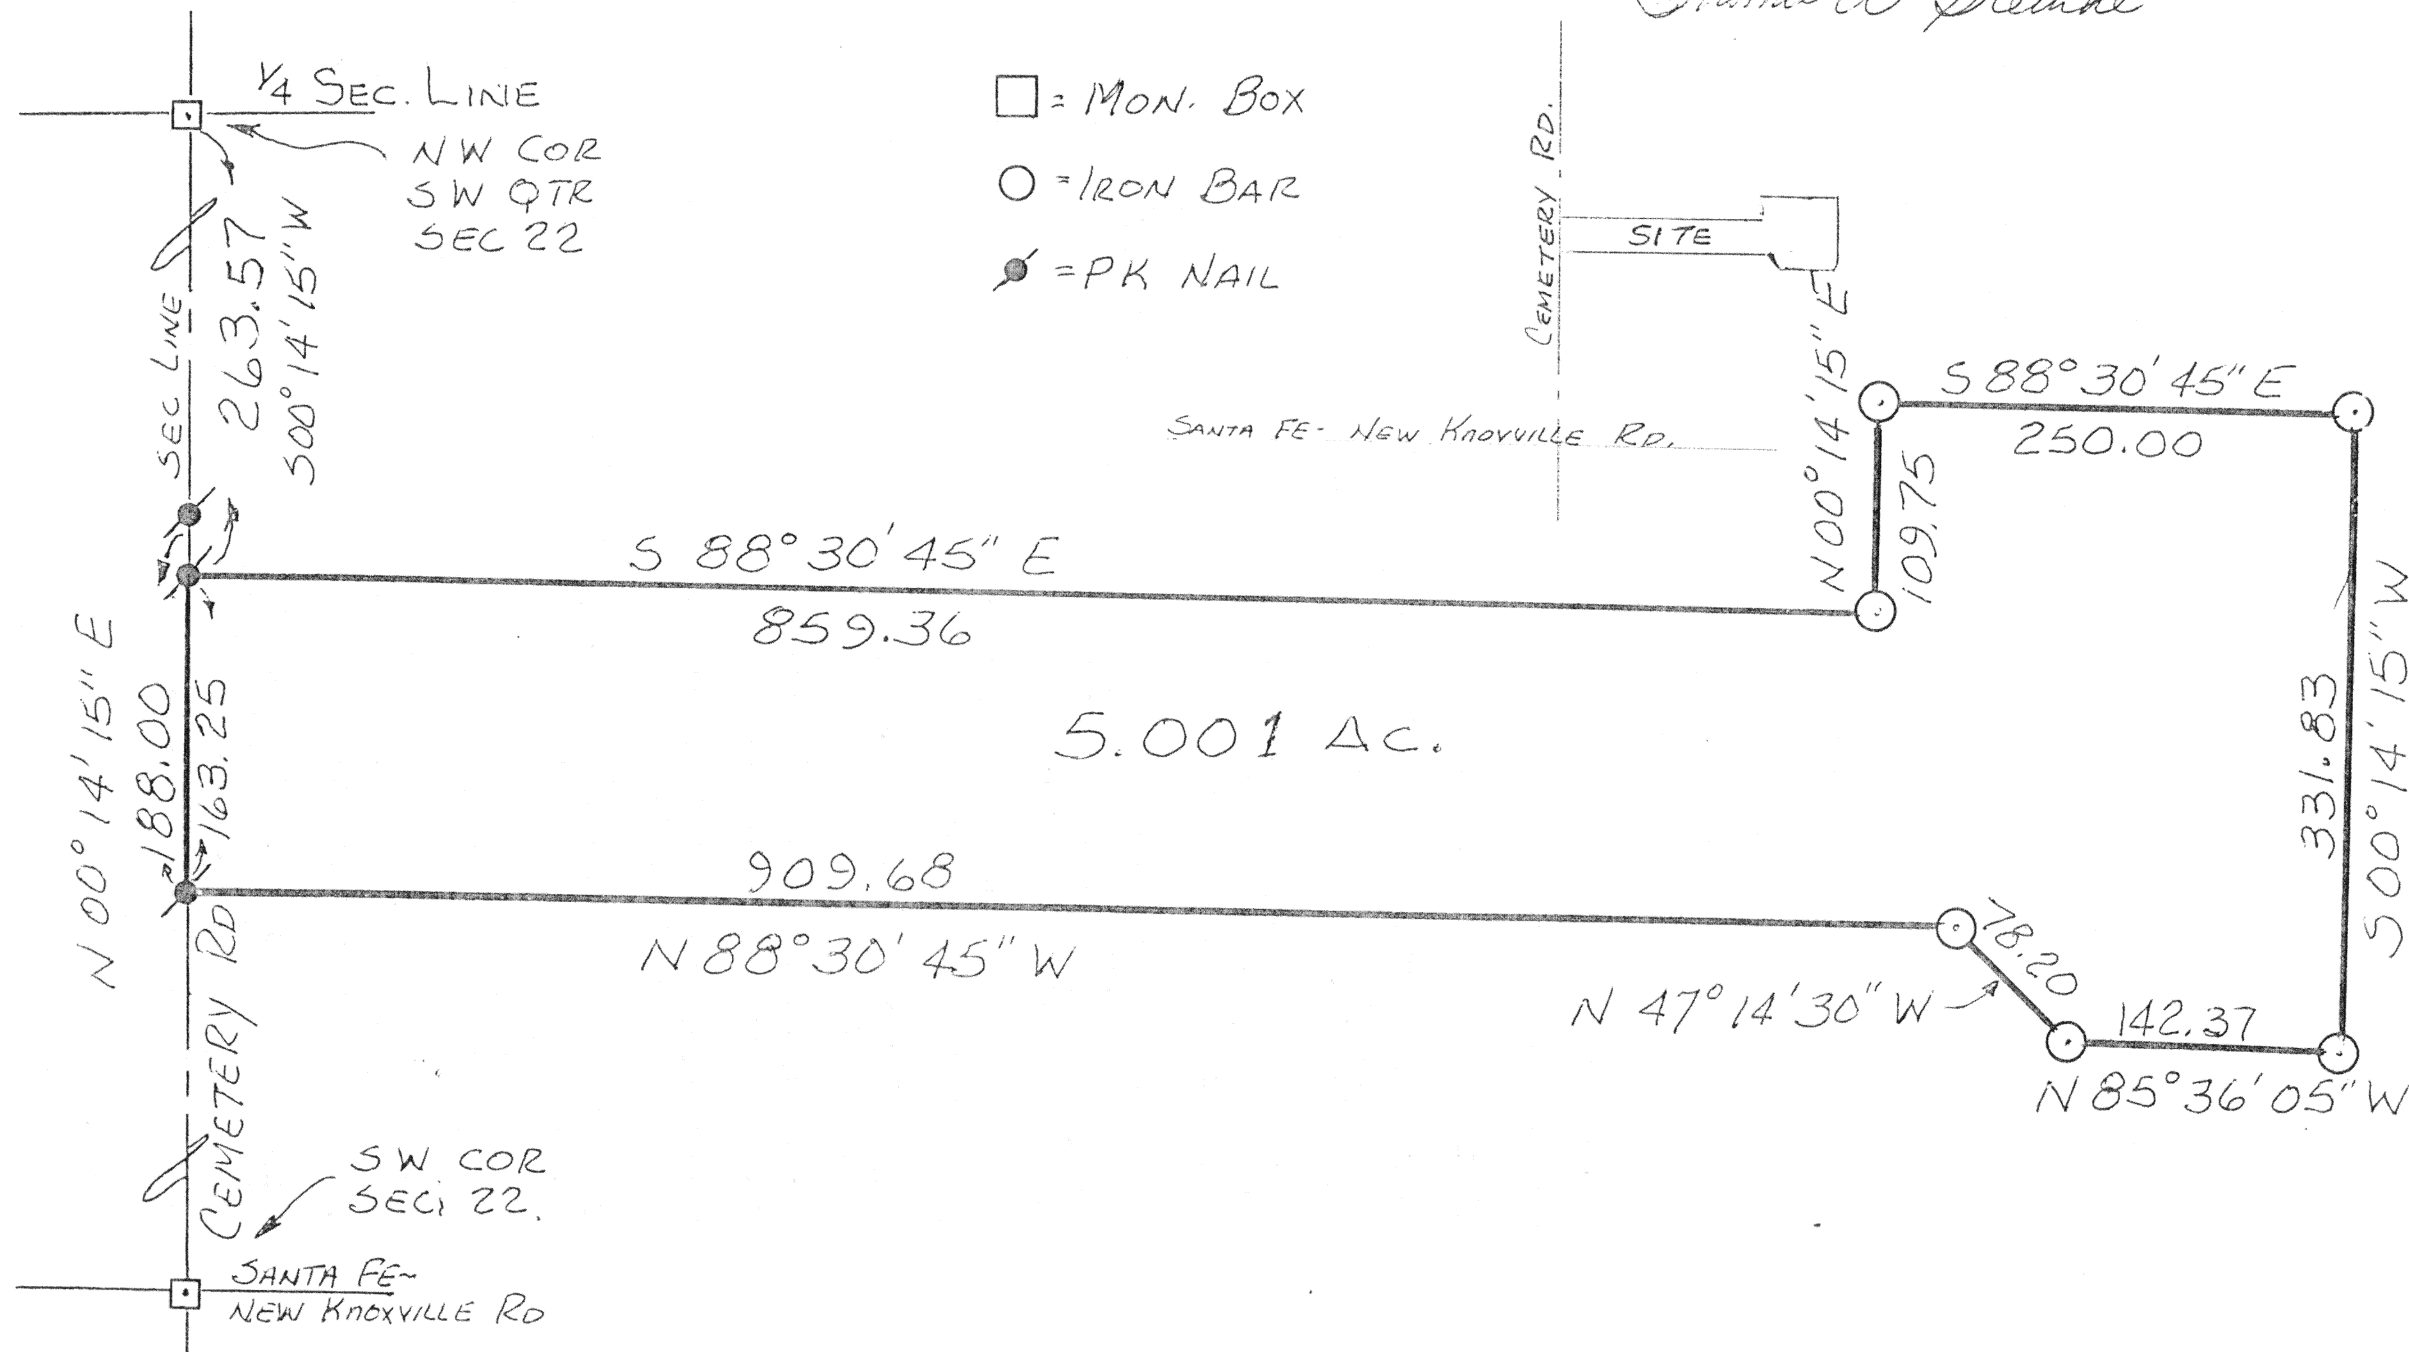 1/4 SEC. LINE
NW COR
SW QTR
SEC 22
SEC LINE
263.57
S00°14'15"W
□ = MON. BOX
○ = IRON BAR
= PK NAIL
CEMETERY RD.
SITE
SANTA FE- NEW KNOXVILLE RD.
N00°14'15"E
109.75
S88°30'45"E
250.00
S 88°30'45" E
859.36
N 00°14'15" E
188.00
163.25
5.001 AC.
331.83
S 00°14'15" W
909.68
N 88°30'45" W
78.20
N 47°14'30" W
142.37
N 85°36'05" W
CEMETERY RD
SW COR
SEC. 22.
SANTA FE-
NEW KNOXVILLE RD